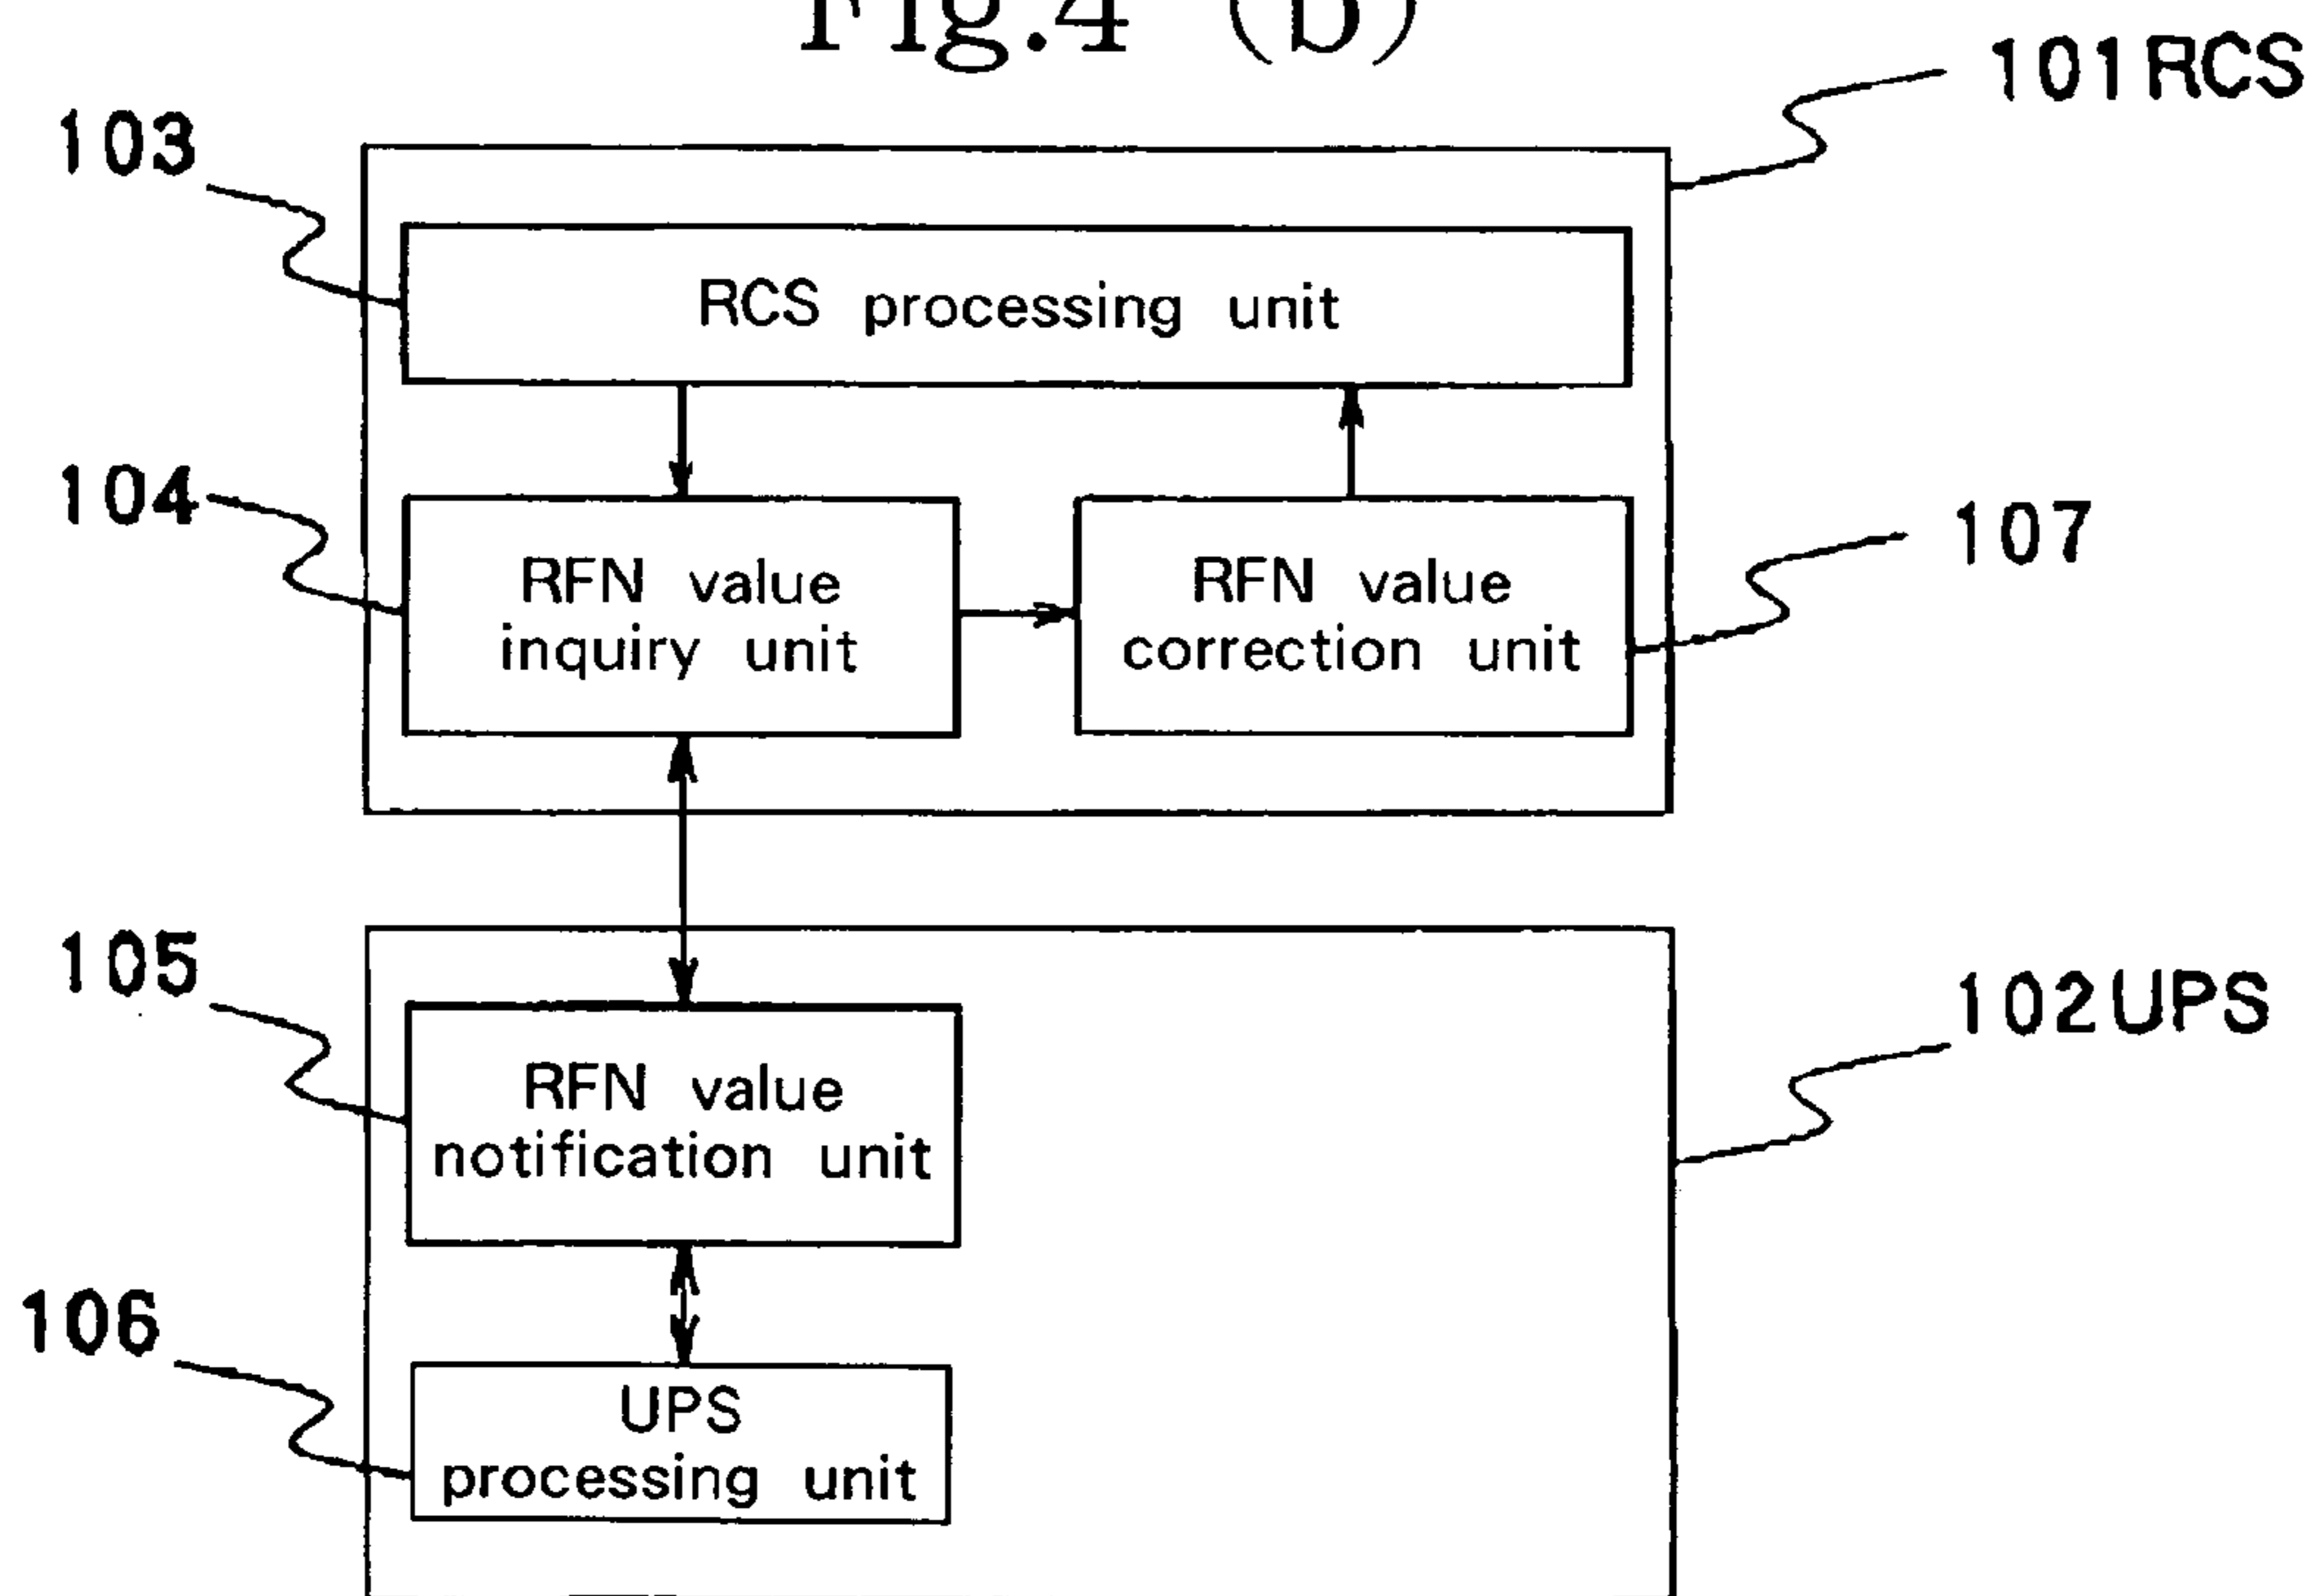 Fig.4 (b)
101RCS
103
RCS processing unit
104
RFN value
inquiry unit
RFN value
correction unit
107
105
102UPS
RFN value
notification unit
106
UPS
processing unit